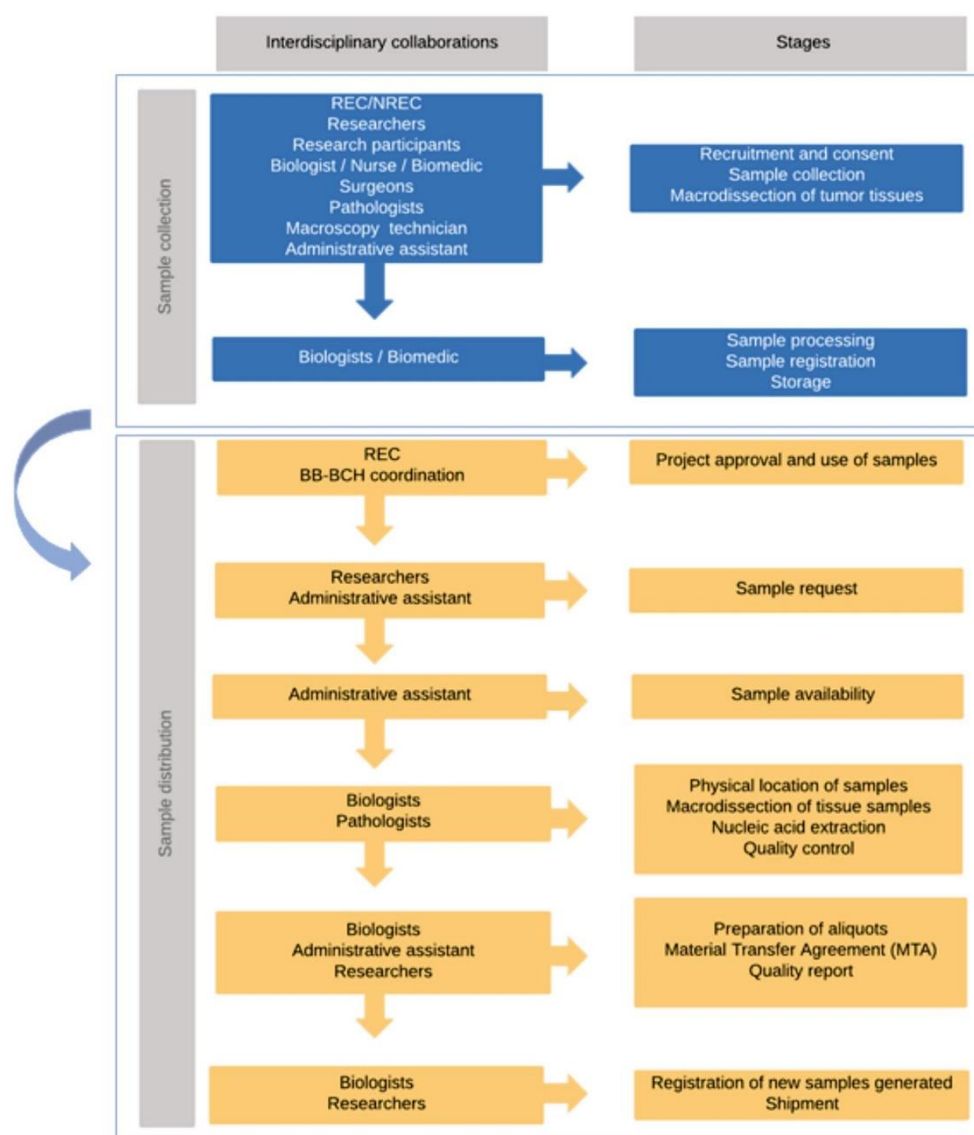 Interdisciplinary collaborations
Stages
Sample collection
REC/NREC
Researchers
Research participants
Biologist / Nurse / Biomedic
Surgeons
Pathologists
Macroscopy technician
Administrative assistant
Recruitment and consent
Sample collection
Macrodissection of tumor tissues
Biologists / Biomedic
Sample processing
Sample registration
Storage
Sample distribution
REC
BB-BCH coordination
Project approval and use of samples
Researchers
Administrative assistant
Sample request
Administrative assistant
Sample availability
Biologists
Pathologists
Physical location of samples
Macrodissection of tissue samples
Nucleic acid extraction
Quality control
Biologists
Administrative assistant
Researchers
Preparation of aliquots
Material Transfer Agreement (MTA)
Quality report
Biologists
Researchers
Registration of new samples generated
Shipment